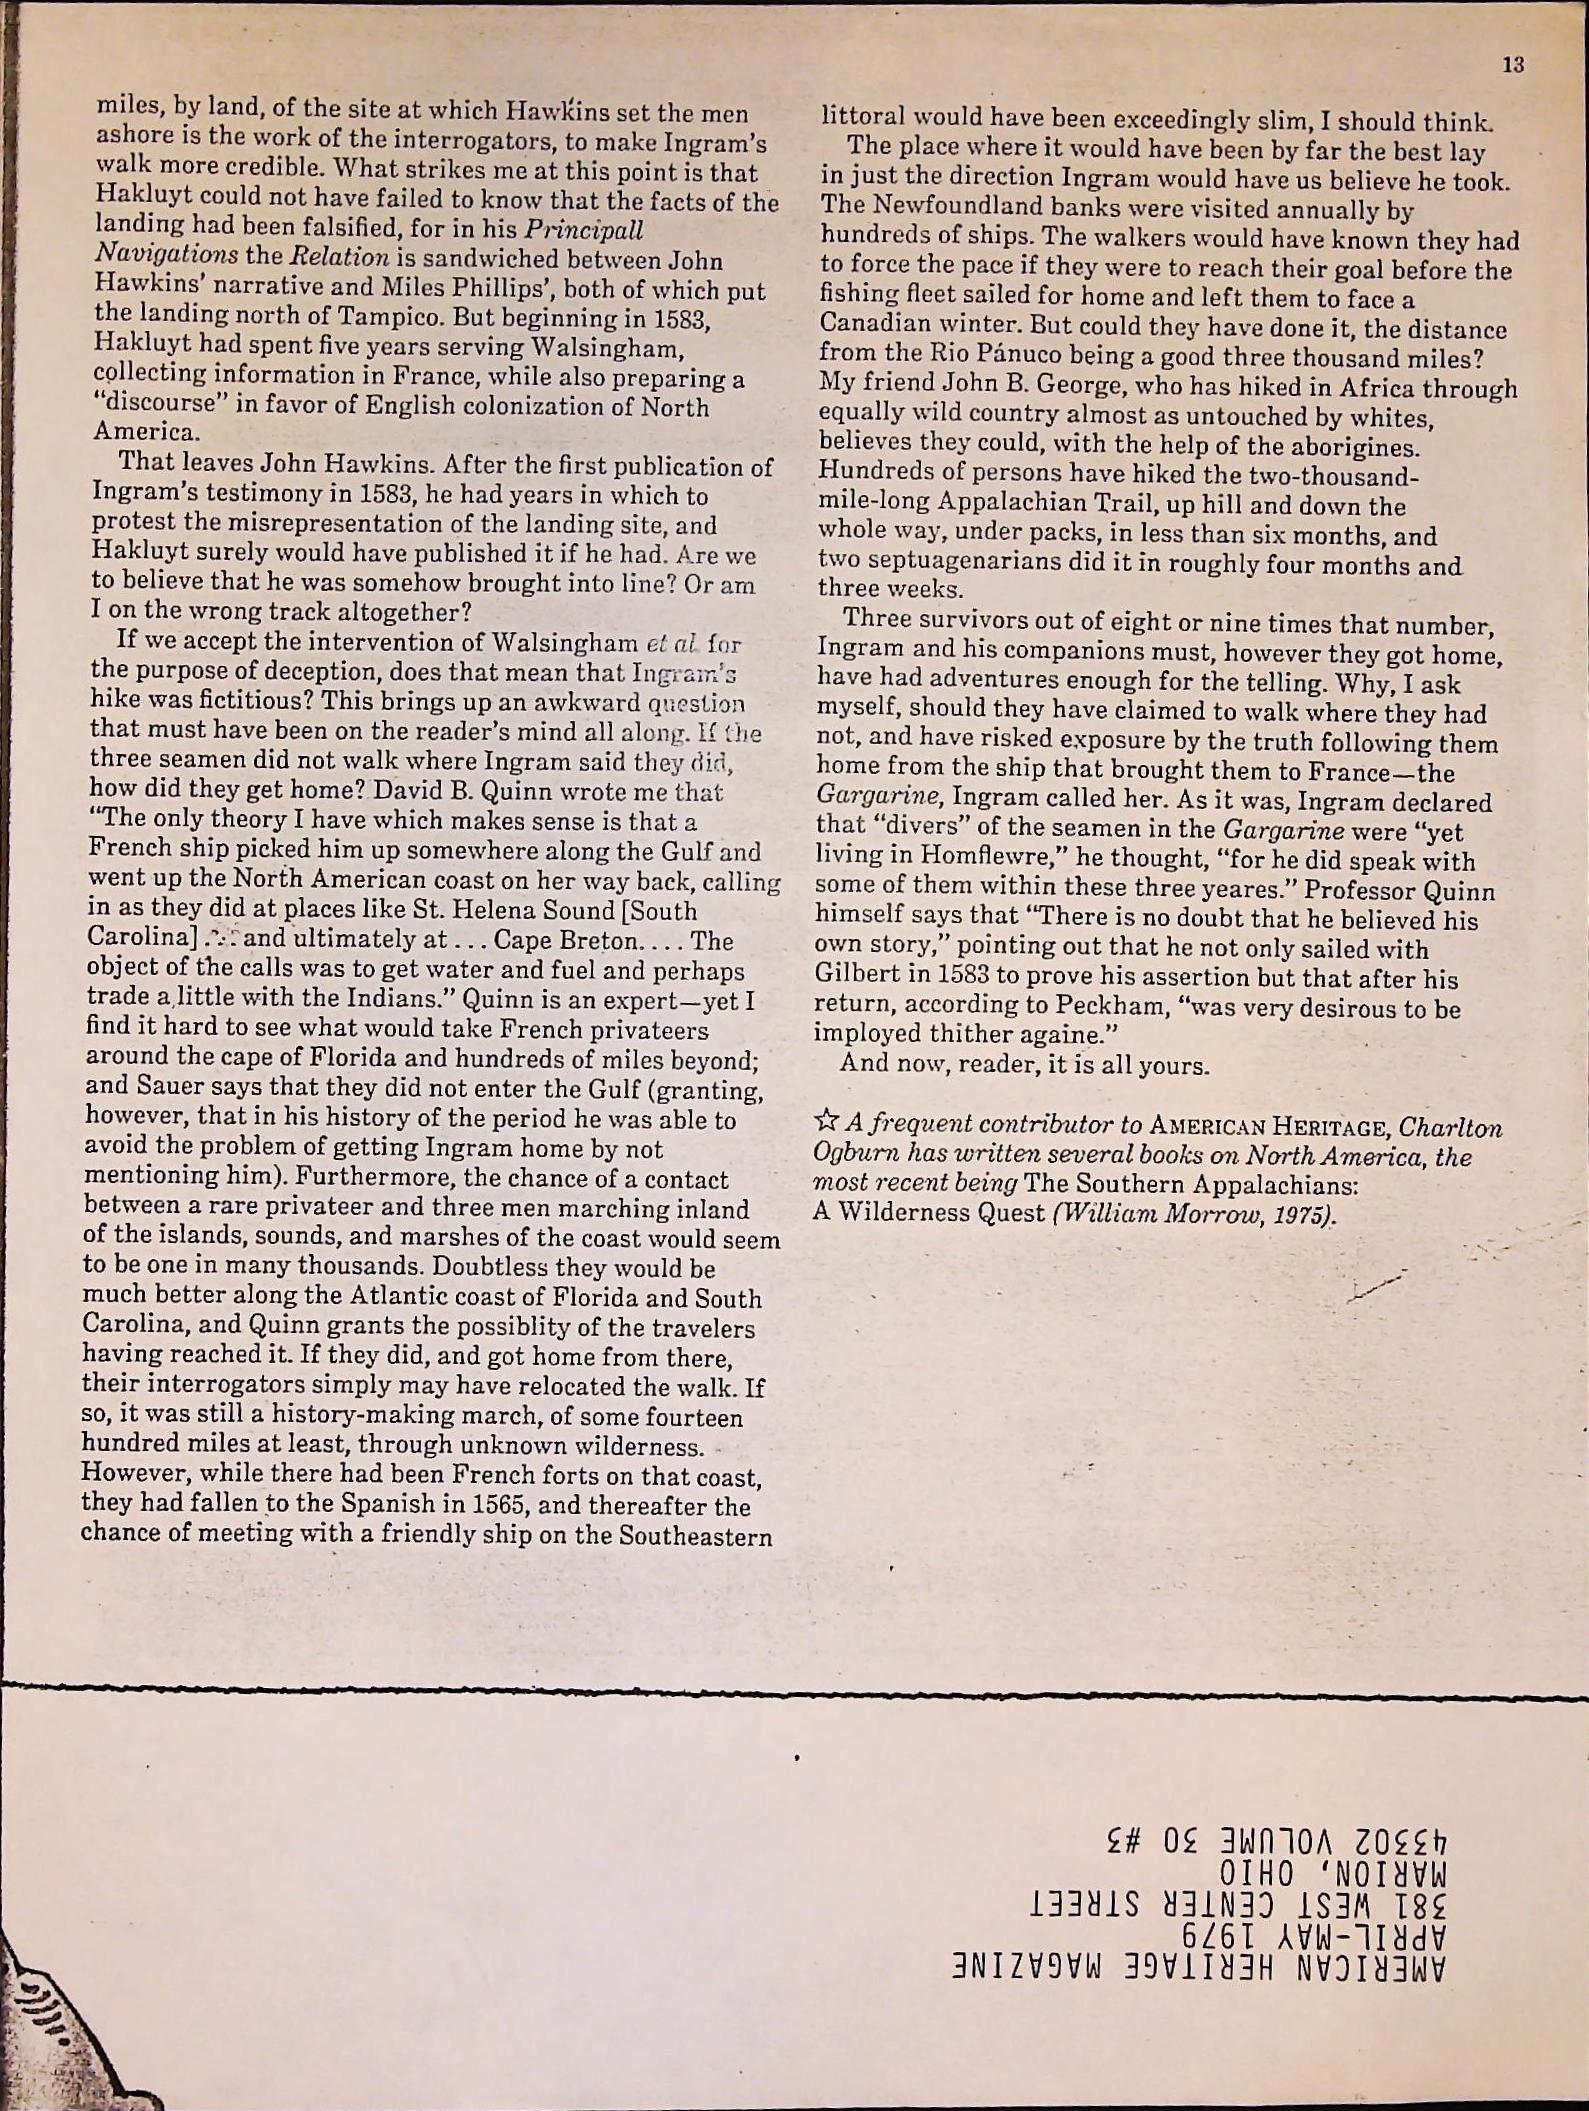 13
miles, by land, of the site at which Hawkins set the men
ashore is the work of the interrogators, to make Ingram's
walk more credible. What strikes me at this point is that
Hakluyt could not have failed to know that the facts of the
landing had been falsified, for in his Principall
Navigations the Relation is sandwiched between John
Hawkins' narrative and Miles Phillips', both of which put
the landing north of Tampico. But beginning in 1583,
Hakluyt had spent five years serving Walsingham,
collecting information in France, while also preparing a
“discourse” in favor of English colonization of North
America.
That leaves John Hawkins. After the first publication of
Ingram's testimony in 1583, he had years in which to
protest the misrepresentation of the landing site, and
Hakluyt surely would have published it if he had. Are we
to believe that he was somehow brought into line? Or am
I on the wrong track altogether?
If we accept the intervention of Walsingham et al for
the purpose of deception, does that mean that Ingram's
hike was fictitious? This brings up an awkward question
that must have been on the reader's mind all along. If the
three seamen did not walk where Ingram said they did,
how did they get home? David B. Quinn wrote me that
“The only theory I have which makes sense is that a
French ship picked him up somewhere along the Gulf and
went up the North American coast on her way back, calling
in as they did at places like St. Helena Sound [South
Carolina] ... and ultimately at ... Cape Breton.... The
object of the calls was to get water and fuel and perhaps
trade a little with the Indians.” Quinn is an expert—yet I
find it hard to see what would take French privateers
around the cape of Florida and hundreds of miles beyond;
and Sauer says that they did not enter the Gulf (granting,
however, that in his history of the period he was able to
avoid the problem of getting Ingram home by not
mentioning him). Furthermore, the chance of a contact
between a rare privateer and three men marching inland
of the islands, sounds, and marshes of the coast would seem
to be one in many thousands. Doubtless they would be
much better along the Atlantic coast of Florida and South
Carolina, and Quinn grants the possiblity of the travelers
having reached it. If they did, and got home from there,
their interrogators simply may have relocated the walk. If
so, it was still a history-making march, of some fourteen
hundred miles at least, through unknown wilderness.
However, while there had been French forts on that coast,
they had fallen to the Spanish in 1565, and thereafter the
chance of meeting with a friendly ship on the Southeastern
littoral would have been exceedingly slim, I should think.
The place where it would have been by far the best lay
in just the direction Ingram would have us believe he took.
The Newfoundland banks were visited annually by
hundreds of ships. The walkers would have known they had
to force the pace if they were to reach their goal before the
fishing fleet sailed for home and left them to face a
Canadian winter. But could they have done it, the distance
from the Rio Pánuco being a good three thousand miles?
My friend John B. George, who has hiked in Africa through
equally wild country almost as untouched by whites,
believes they could, with the help of the aborigines.
Hundreds of persons have hiked the two-thousand-
mile-long Appalachian Trail, up hill and down the
whole way, under packs, in less than six months, and
two septuagenarians did it in roughly four months and
three weeks.
Three survivors out of eight or nine times that number,
Ingram and his companions must, however they got home,
have had adventures enough for the telling. Why, I ask
myself, should they have claimed to walk where they had
not, and have risked exposure by the truth following them
home from the ship that brought them to France—the
Gargarine, Ingram called her. As it was, Ingram declared
that “divers” of the seamen in the Gargarine were “yet
living in Homflewre,” he thought, “for he did speak with
some of them within these three yeares.” Professor Quinn
himself says that “There is no doubt that he believed his
own story,” pointing out that he not only sailed with
Gilbert in 1583 to prove his assertion but that after his
return, according to Peckham, “was very desirous to be
imployed thither againe.”
And now, reader, it is all yours.
☆ A frequent contributor to AMERICAN HERITAGE, Charlton
Ogburn has written several books on North America, the
most recent being The Southern Appalachians:
A Wilderness Quest (William Morrow, 1975).
AMERICAN HERITAGE MAGAZINE
APRIL-MAY 1979
381 WEST CENTER STREET
MARION, OHIO
43302 VOLUME 30 #3